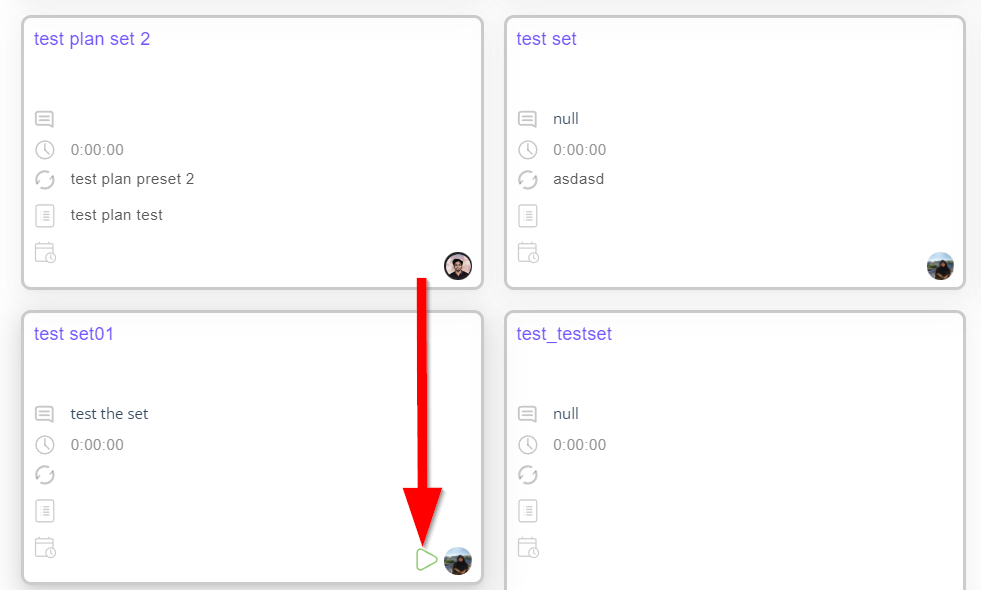 test plan set 2
0:00:00
test plan preset 2
test plan test
test set
null
0:00:00
asdasd
test set01
test the set
0:00:00
test_testset
null
0:00:00